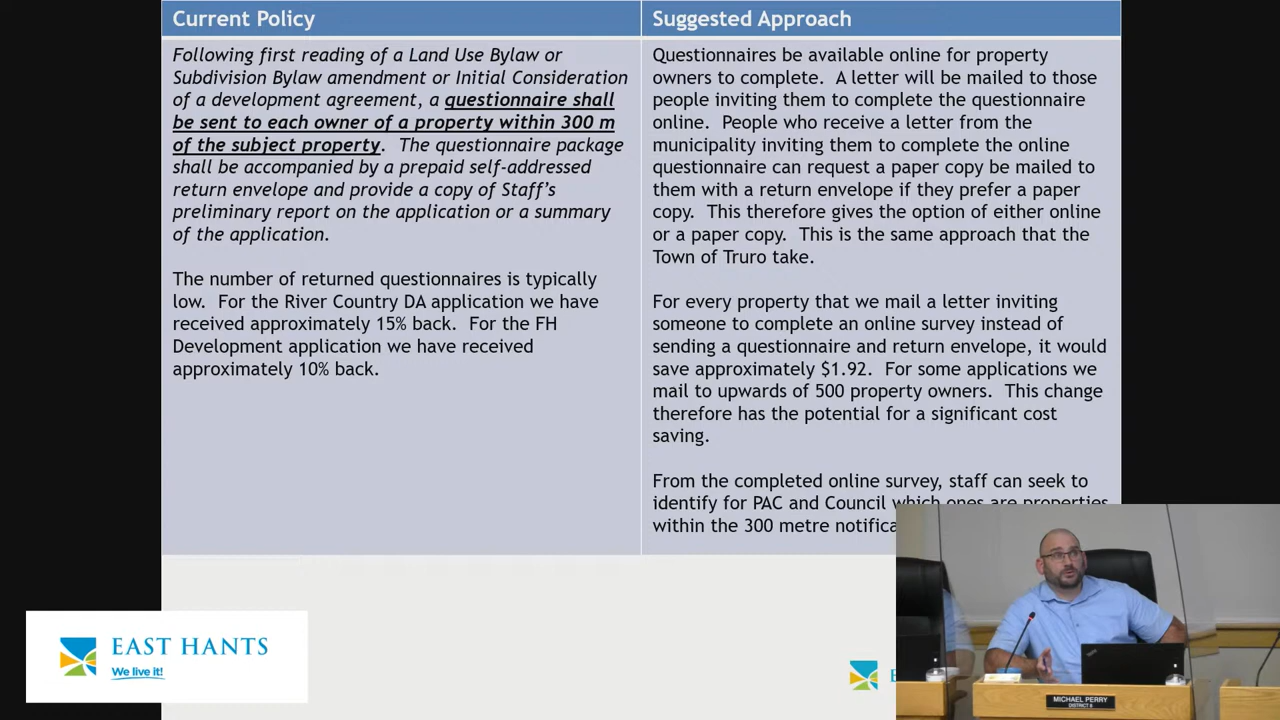 Current Policy
Following first reading of a Land Use Bylaw or
Subdivision Bylaw amendment or Initial Consideration
of a development agreement, a questionnaire shall
be sent to each owner of a property within 300 m
of the subject property. The questionnaire package
shall be accompanied by a prepaid self-addressed
return envelope and provide a copy of Staff’s
preliminary report on the application or a summary
of the application.
The number of returned questionnaires is typically
low. For the River Country DA application we have
received approximately 15% back. For the FH
Development application we have received
approximately 10% back.
Suggested Approach
Questionnaires be available online for property
owners to complete. A letter will be mailed to those
people inviting them to complete the questionnaire
online. People who receive a letter from the
municipality inviting them to complete the online
questionnaire can request a paper copy be mailed to
them with a return envelope if they prefer a paper
copy. This therefore gives the option of either online
or a paper copy. This is the same approach that the
Town of Truro take.
For every property that we mail a letter inviting
someone to complete an online survey instead of
sending a questionnaire and return envelope, it would
save approximately $1.92. For some applications we
mail to upwards of 500 property owners. This change
therefore has the potential for a significant cost
saving.
From the completed online survey, staff can seek to
identify for PAC and Council which ones are properties
within the 300 metre
EAST HANTS
We live it!
MICHAEL PERRY